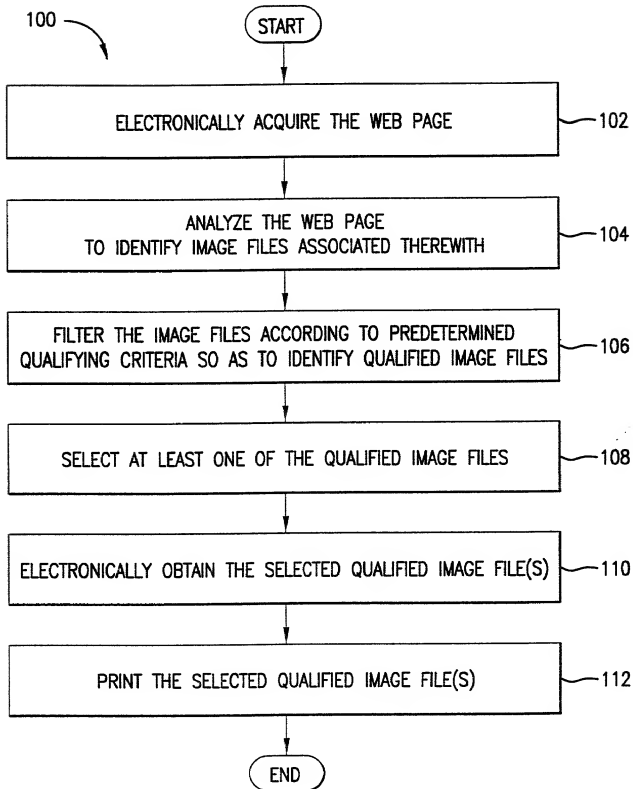 100
START
ELECTRONICALLY ACQUIRE THE WEB PAGE
102
ANALYZE THE WEB PAGE
TO IDENTIFY IMAGE FILES ASSOCIATED THEREWITH
104
FILTER THE IMAGE FILES ACCORDING TO PREDETERMINED
QUALIFYING CRITERIA SO AS TO IDENTIFY QUALIFIED IMAGE FILES
106
SELECT AT LEAST ONE OF THE QUALIFIED IMAGE FILES
108
ELECTRONICALLY OBTAIN THE SELECTED QUALIFIED IMAGE FILE(S)
110
PRINT THE SELECTED QUALIFIED IMAGE FILE(S)
112
END